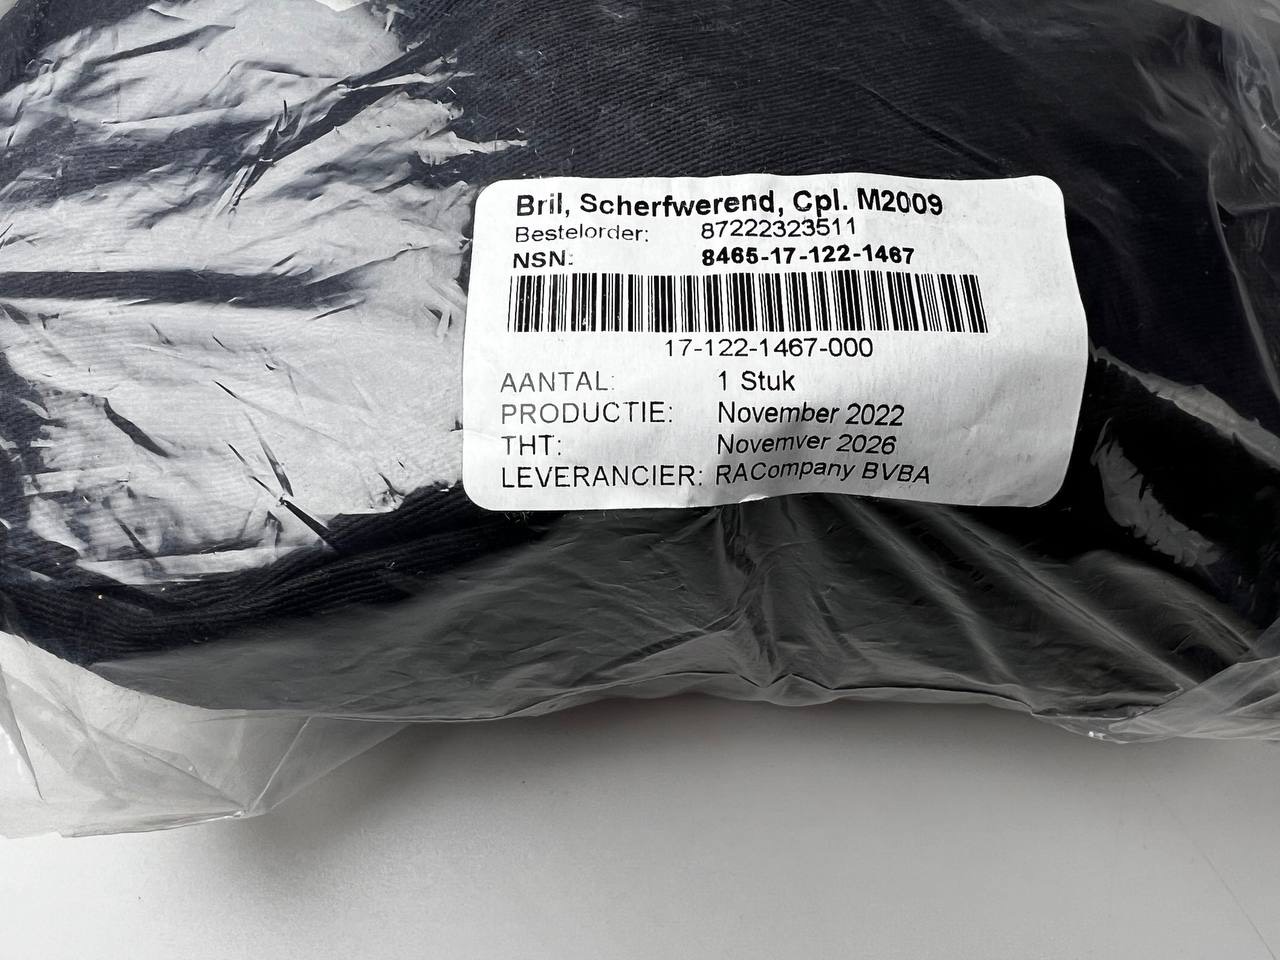 Bril, Scherfwerend, Cpl. M2009
Bestelorder: 87222323511
NSN: 8465-17-122-1467
17-122-1467-000
AANTAL: 1 Stuk
PRODUCTIE: November 2022
THT: Novemver 2026
LEVERANCIER: RACompany BVBA